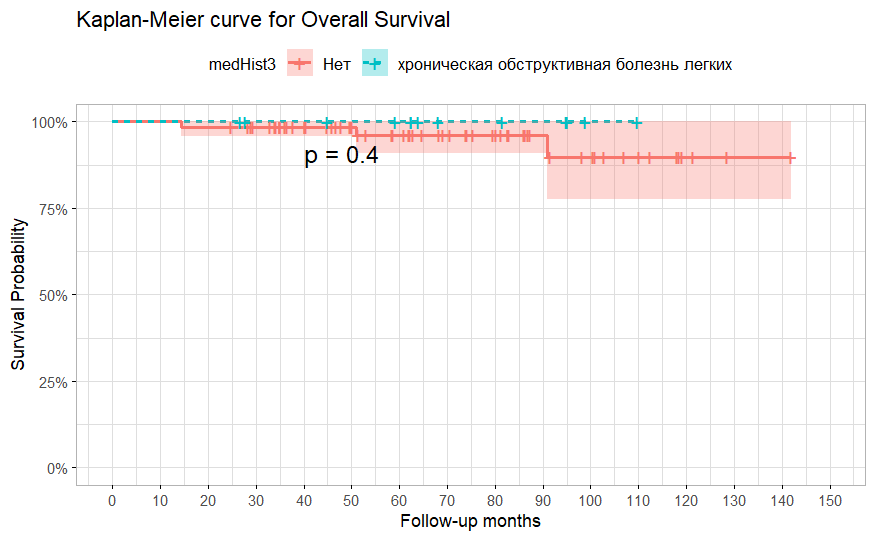 Kaplan-Meier curve for Overall Survival
medHist3 Нет хроническая обструктивная болезнь легких
100%
p = 0.4
75%
50%
25%
0%
Survival Probability
0 10 20 30 40 50 60 70 80 90 100 110 120 130 140 150
Follow-up months